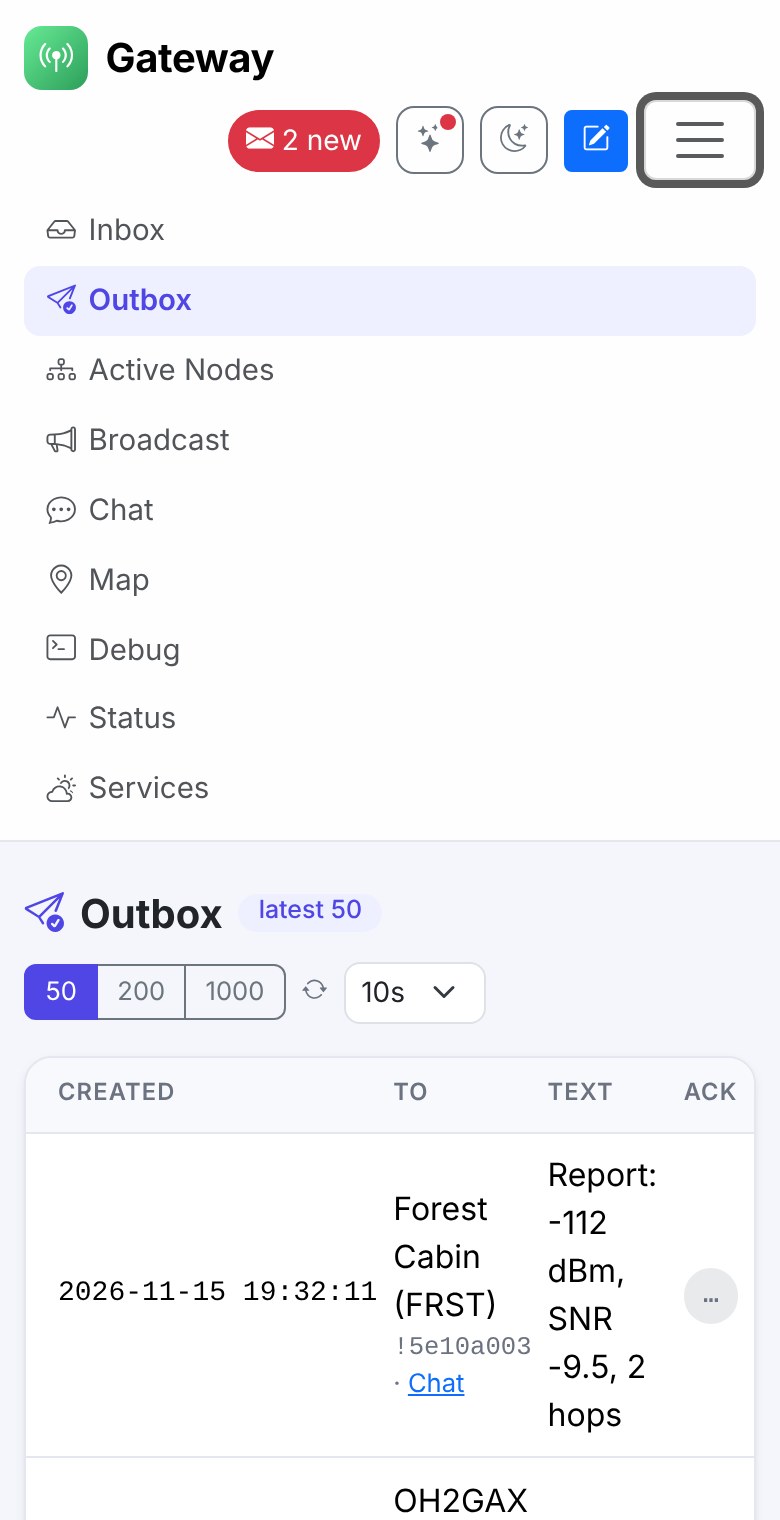 Gateway
2 new
Inbox
Outbox
Active Nodes
Broadcast
Chat
Map
Debug
Status
Services
Outbox latest 50
50 200 1000 10s
CREATED TO TEXT ACK
2026-11-15 19:32:11
Forest
Cabin
(FRST)
!5e10a003
· Chat
Report:
-112
dBm,
SNR
-9.5, 2
hops
…
OH2GAX